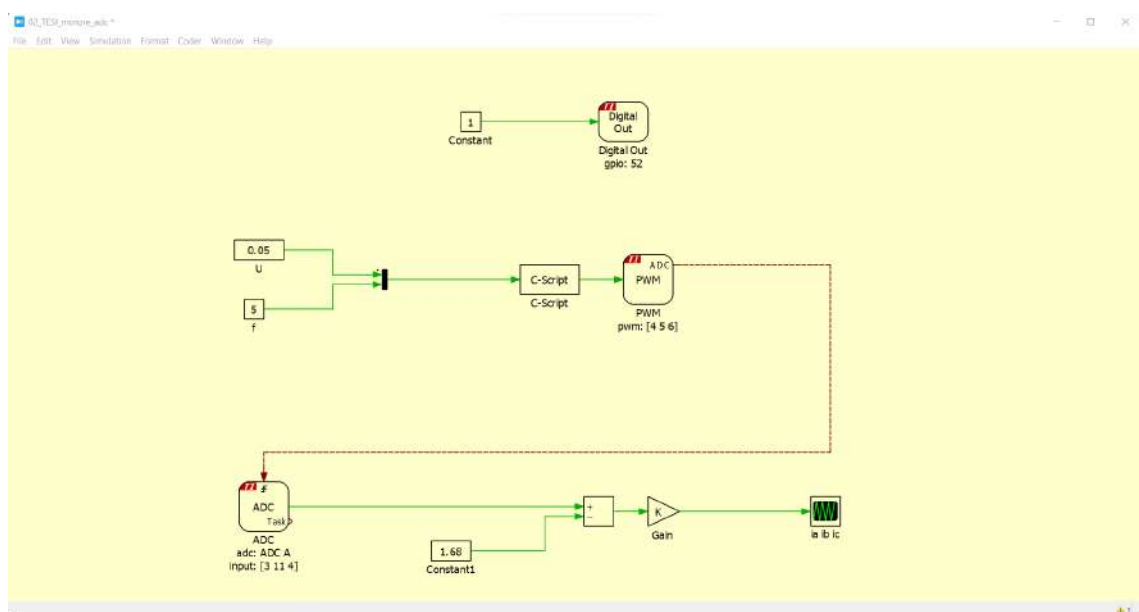 File Edit View Simulation Format Coder Window Help
1
Constant
Digital
Out
Digital Out
gpio: 52
0.05
U
5
f
C-Script
C-Script
ADC
PWM
PWM
pwm: [4 5 6]
ADC
Task
ADC
adc: ADC A
input: [3 11 4]
1.68
Constant1
+
−
K
Gain
ia ib ic